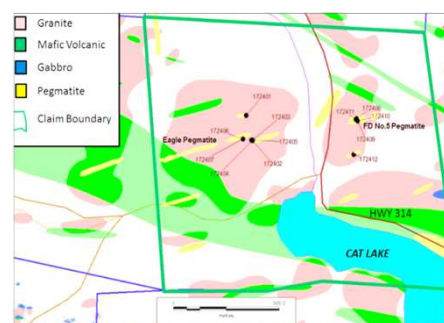 Granite
Mafic Volcanic
Gabbro
Pegmatite
Claim Boundary
172401
172403
172406
Eagle Pegmatite
172405
172407
172402
172404
172411
172410
FD No.5 Pegmatite
172409
172412
HWY 314
CAT LAKE